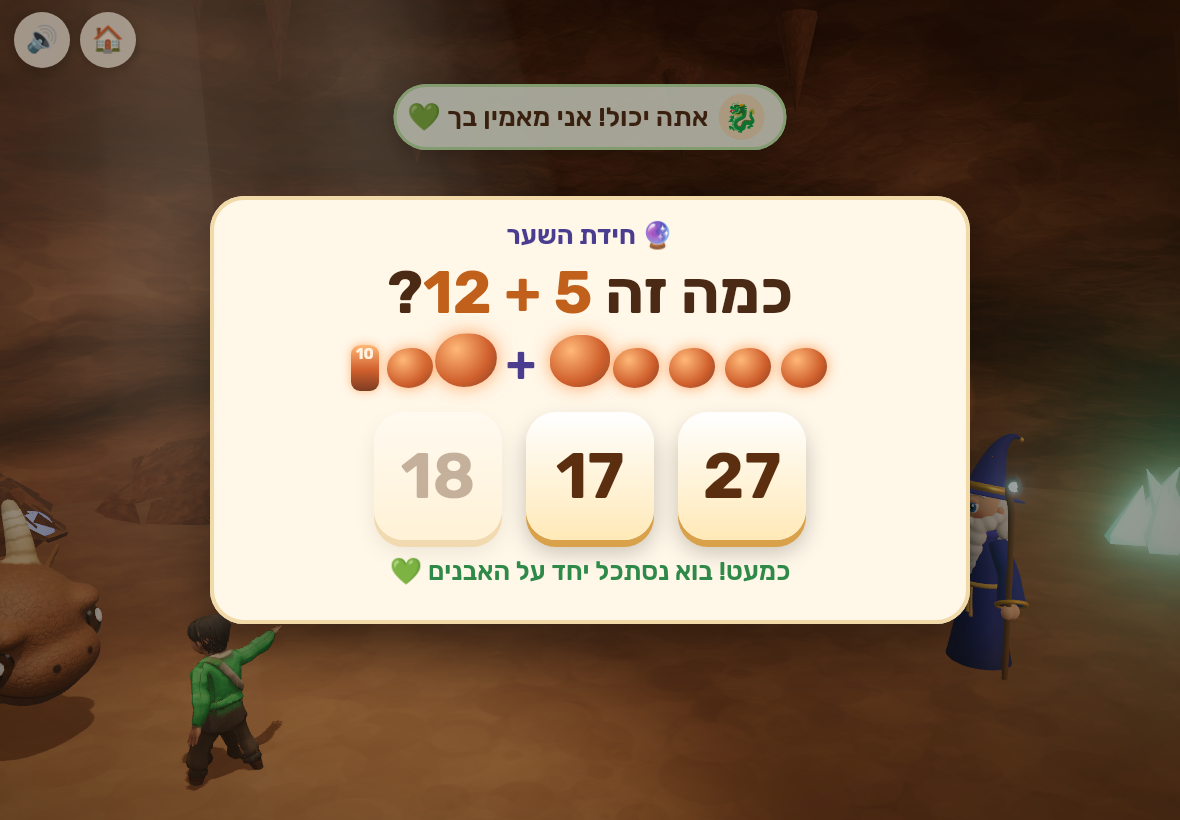 אתה יכול! אני מאמין בך 💚
🔮 חידת השער
כמה זה 12 + 5?
10 +
18 17 27
כמעט! בוא נסתכל יחד על האבנים 💚